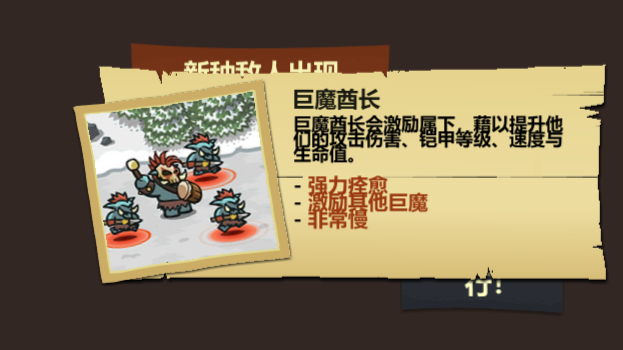 新种敌人出现
巨魔酋长
巨魔酋长会激励属下，藉以提升他
们的攻击伤害、铠甲等级、速度与
生命值。
- 强力痊愈
- 激励其他巨魔
- 非常慢
行!